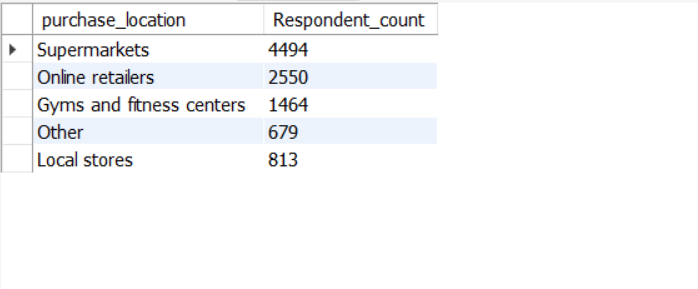 purchase_location Respondent_count
Supermarkets 4494
Online retailers 2550
Gyms and fitness centers 1464
Other 679
Local stores 813